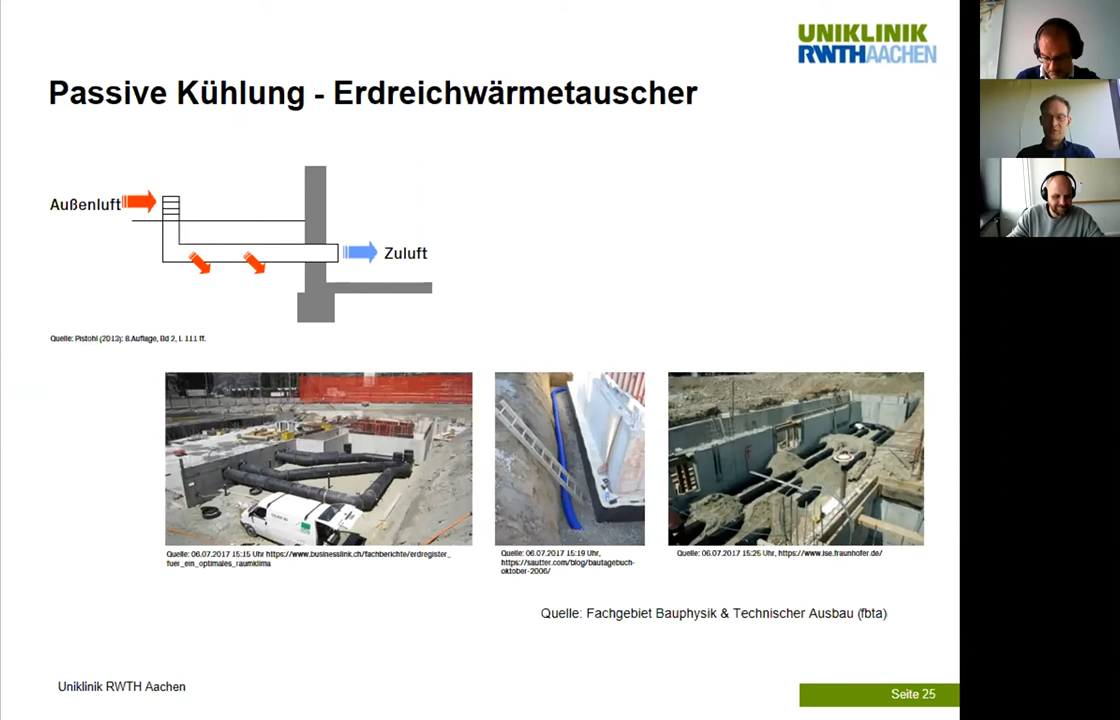 UNIKLINIK
RWTHAACHEN
Passive Kühlung - Erdreichwärmetauscher
Außenluft
Zuluft
Quelle: Pistohl (2013): 8.Auflage, Bd 2, L 111 ff.
Quelle: 06.07.2017 15:15 Uhr https://www.businesslink.ch/fachberichte/erdregister_
fuer_ein_optimales_raumklima
Quelle: 06.07.2017 15:19 Uhr,
https://sautter.com/blog/bautagebuch-
oktober-2006/
Quelle: 06.07.2017 15:25 Uhr, https://www.ise.fraunhofer.de/
Quelle: Fachgebiet Bauphysik & Technischer Ausbau (fbta)
Uniklinik RWTH Aachen
Seite 25